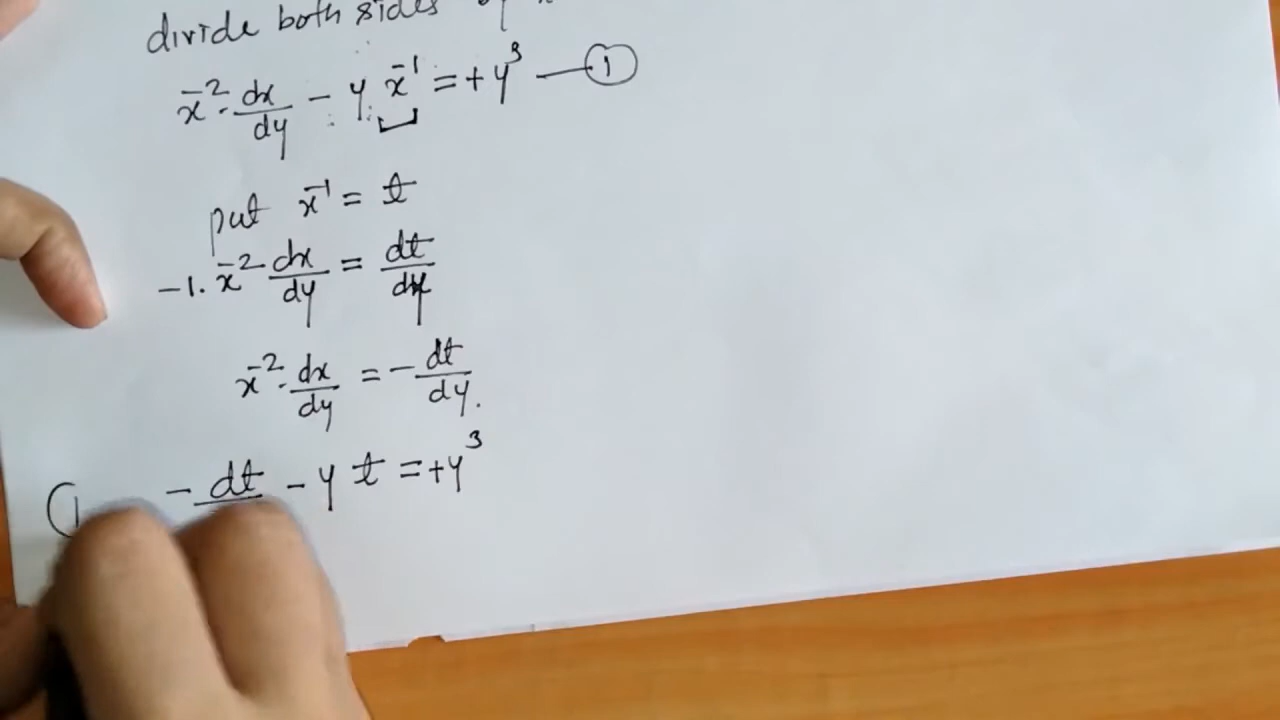 divide both sides
x⁻² · dx/dy - y x⁻¹ = + y³ — ①
put x⁻¹ = t
-1 · x⁻² dx/dy = dt/dy
x⁻² · dx/dy = - dt/dy.
- dt - y t = + y³